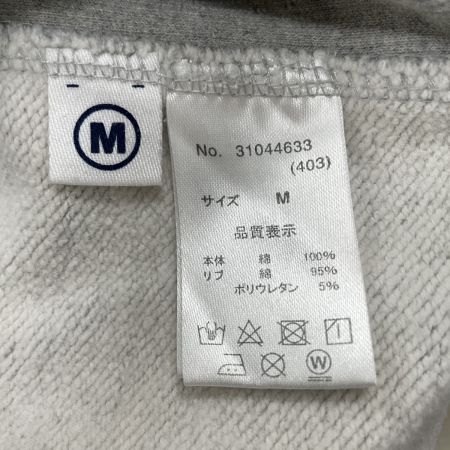 M
No. 31044633
(403)
サイズ M
品質表示
本体 綿 100%
リブ 綿 95%
ポリウレタン 5%
W